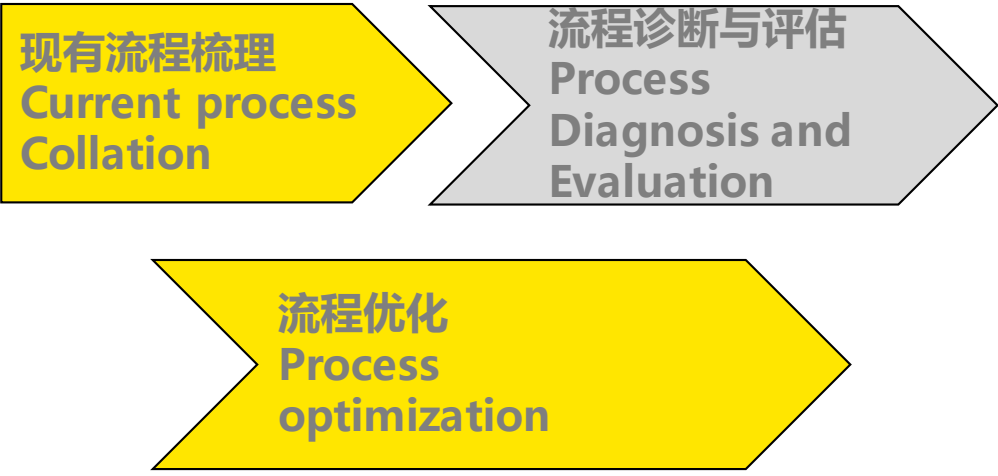 现有流程梳理
Current process
Collation
流程诊断与评估
Process
Diagnosis and
Evaluation
流程优化
Process
optimization